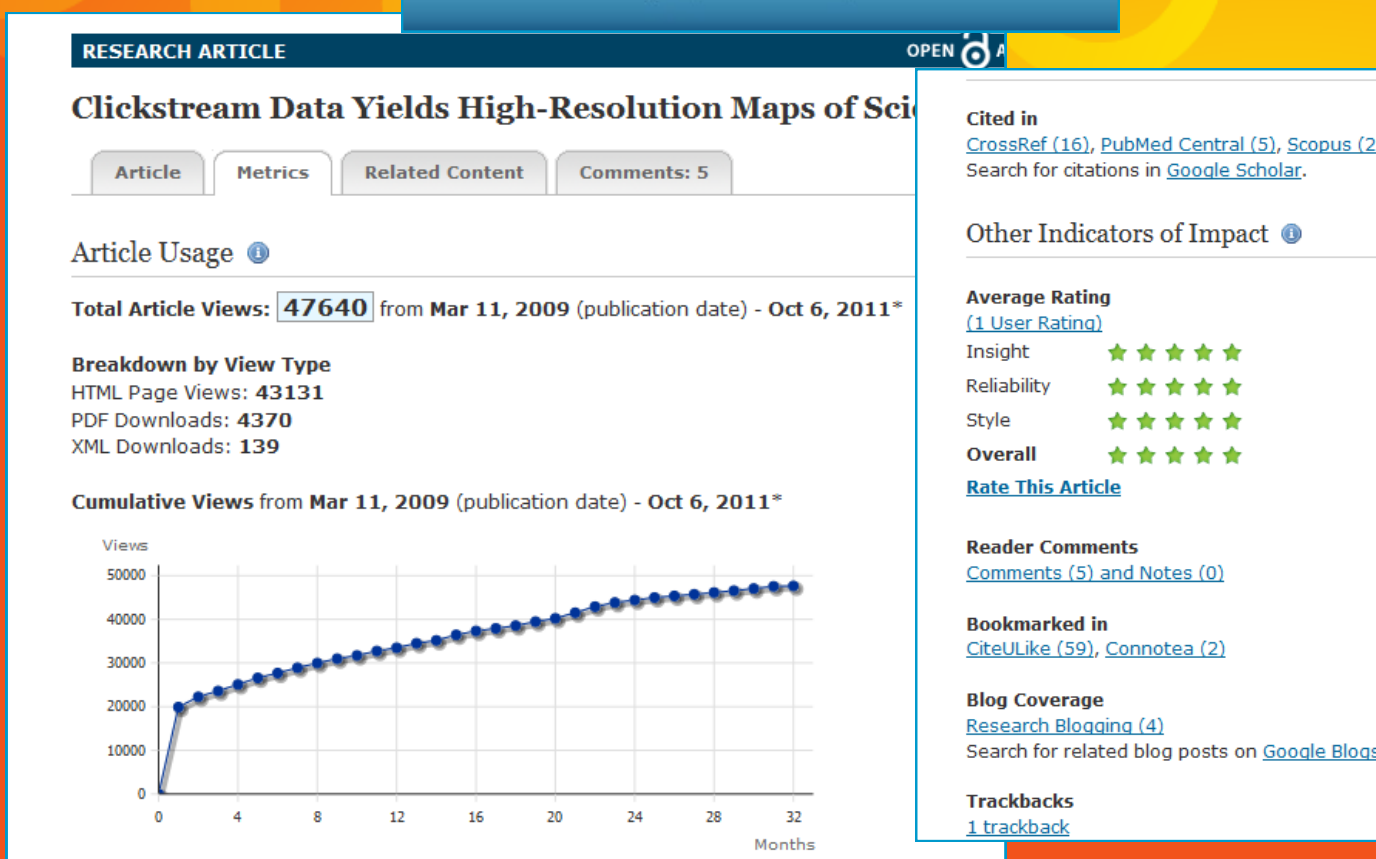 RESEARCH ARTICLE
OPEN
Clickstream Data Yields High-Resolution Maps of
Article
Metrics
Related Content
Comments: 5
Article Usage
Total Article Views: 47640 from Mar 11, 2009 (publication date) - Oct 6, 2011*
Breakdown by View Type
HTML Page Views: 43131
PDF Downloads: 4370
XML Downloads: 139
Cumulative Views from Mar 11, 2009 (publication date) - Oct 6, 2011*
Views
50000
40000
30000
20000
10000
0
0 4 8 12 16 20 24 28 32
Months
Cited in
CrossRef (16), PubMed Central (5), Scopus (2
Search for citations in Google Scholar.
Other Indicators of Impact
Average Rating
(1 User Rating)
Insight
Reliability
Style
Overall
Rate This Article
Reader Comments
Comments (5) and Notes (0)
Bookmarked in
CiteULike (59), Connotea (2)
Blog Coverage
Research Blogging (4)
Search for related blog posts on Google Blogs
Trackbacks
1 trackback